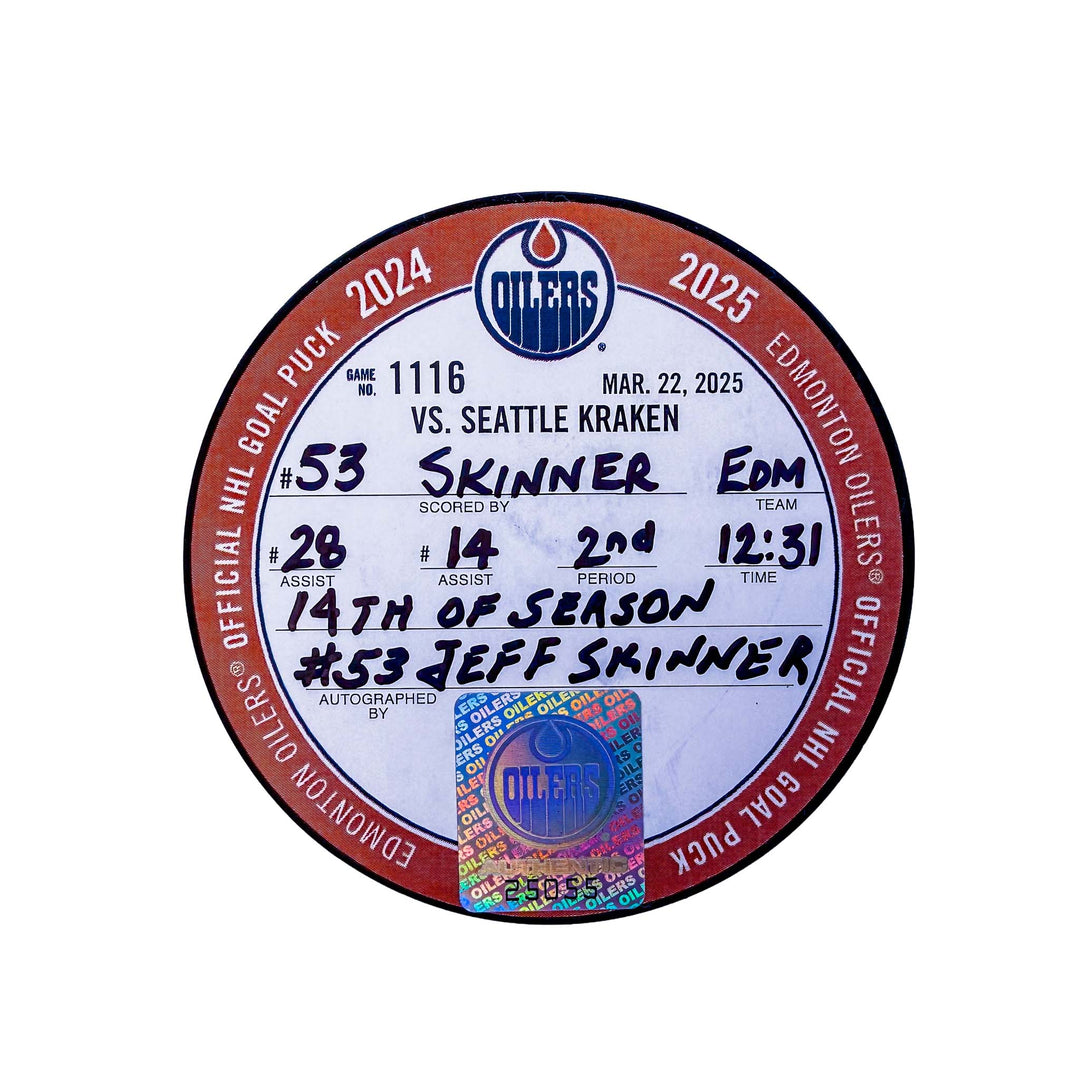 EDMONTON OILERS® OFFICIAL NHL GOAL PUCK 2024
2025 EDMONTON OILERS® OFFICIAL NHL GOAL PUCK
OILERS ®
GAME NO. 1116 MAR. 22, 2025
VS. SEATTLE KRAKEN
#53 SKINNER EDM
SCORED BY TEAM
#28 # 14 2nd 12:31
ASSIST ASSIST PERIOD TIME
14TH OF SEASON
#53 JEFF SKINNER
AUTOGRAPHED
BY
OILERS
AUTHENTIC
25055